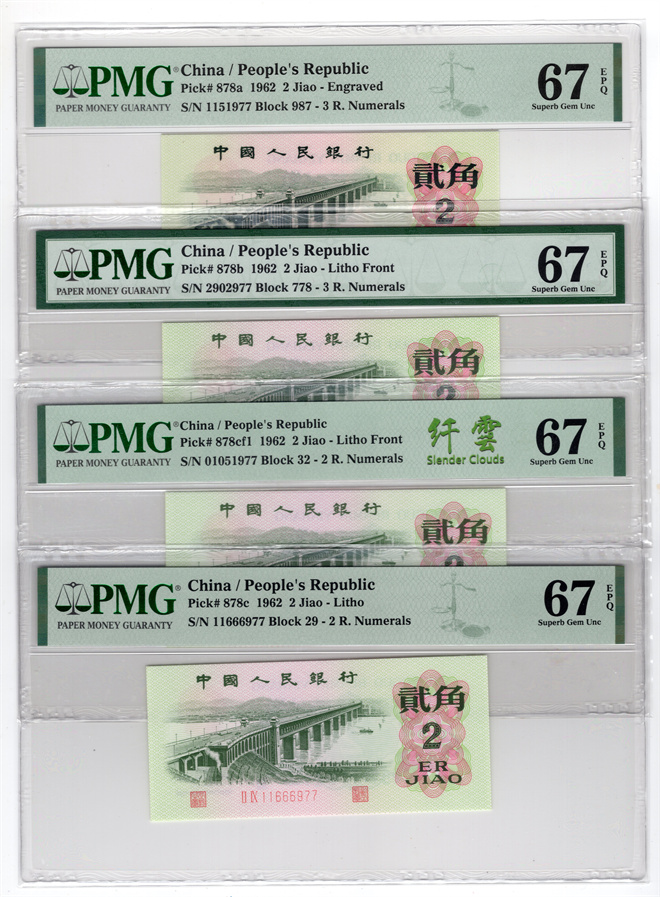 PMG®
PAPER MONEY GUARANTY
China / People's Republic
Pick# 878a 1962 2 Jiao - Engraved
S/N 1151977 Block 987 - 3 R. Numerals
67 EPQ
Superb Gem Unc
中國人民銀行
貳角
2
PMG®
PAPER MONEY GUARANTY
China / People's Republic
Pick# 878b 1962 2 Jiao - Litho Front
S/N 2902977 Block 778 - 3 R. Numerals
67 EPQ
Superb Gem Unc
中國人民銀行
貳角
2
PMG®
PAPER MONEY GUARANTY
China / People's Republic
Pick# 878cf1 1962 2 Jiao - Litho Front
S/N 01051977 Block 32 - 2 R. Numerals
纤雲
Slender Clouds
67 EPQ
Superb Gem Unc
中國人民銀行
貳角
2
PMG®
PAPER MONEY GUARANTY
China / People's Republic
Pick# 878c 1962 2 Jiao - Litho
S/N 11666977 Block 29 - 2 R. Numerals
67 EPQ
Superb Gem Unc
中國人民銀行
貳角
2
ER
JIAO
II IX 11666977